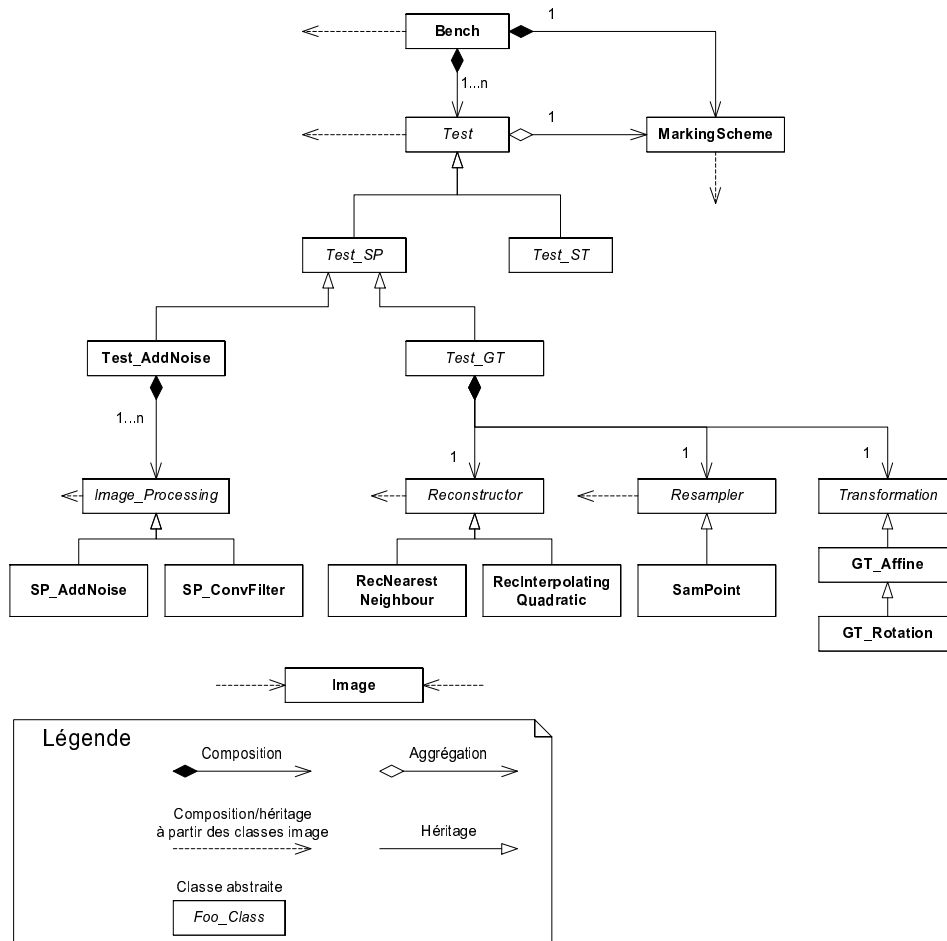 Bench
1
1...n
Test
1
MarkingScheme
Test_SP
Test_ST
Test_AddNoise
Test_GT
1...n
1
1
1
Image_Processing
Reconstructor
Resampler
Transformation
SP_AddNoise
SP_ConvFilter
RecNearest
Neighbour
RecInterpolating
Quadratic
SamPoint
GT_Affine
GT_Rotation
Image
Légende
Composition
Aggrégation
Composition/héritage
à partir des classes image
Héritage
Classe abstraite
Foo_Class